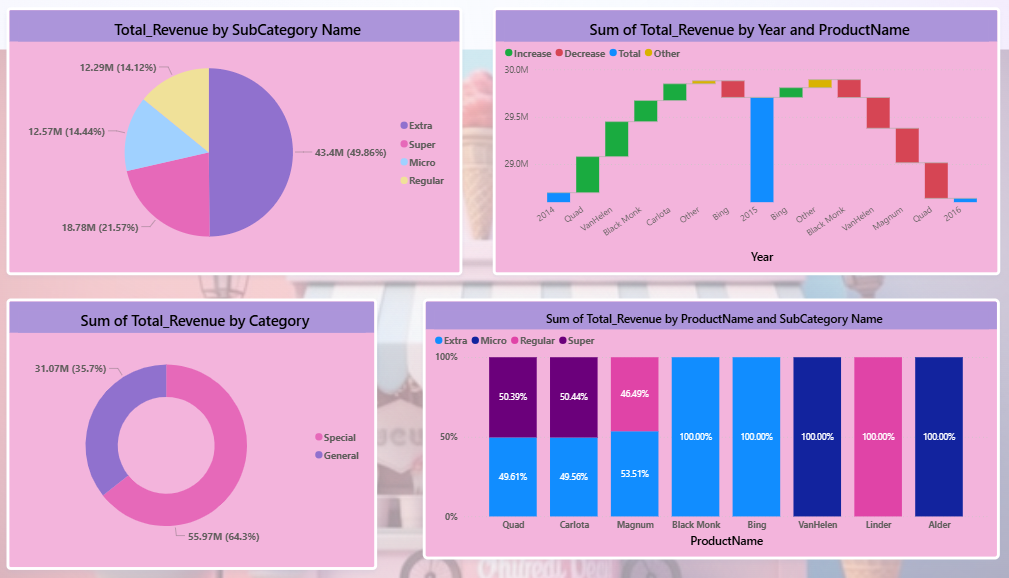 Total_Revenue by SubCategory Name
12.29M (14.12%)
12.57M (14.44%)
18.78M (21.57%)
43.4M (49.86%)
Extra
Super
Micro
Regular
Sum of Total_Revenue by Year and ProductName
Increase Decrease Total Other
30.0M
29.5M
29.0M
2014 Quad VanHelen Black Monk Carlota Other Bing 2015 Bing Other Black Monk VanHelen Magnum Quad 2016
Year
Sum of Total_Revenue by Category
31.07M (35.7%)
55.97M (64.3%)
Special
General
Sum of Total_Revenue by ProductName and SubCategory Name
Extra Micro Regular Super
100%
50%
0%
50.39% 50.44% 46.49%
100.00% 100.00% 100.00% 100.00% 100.00%
49.61% 49.56% 53.51%
Quad Carlota Magnum Black Monk Bing VanHelen Linder Alder
ProductName